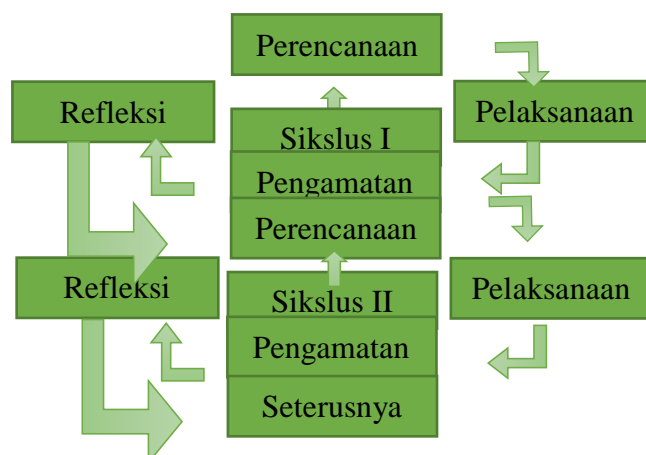 Perencanaan
Refleksi
Sikslus I
Pelaksanaan
Pengamatan
Perencanaan
Refleksi
Sikslus II
Pelaksanaan
Pengamatan
Seterusnya